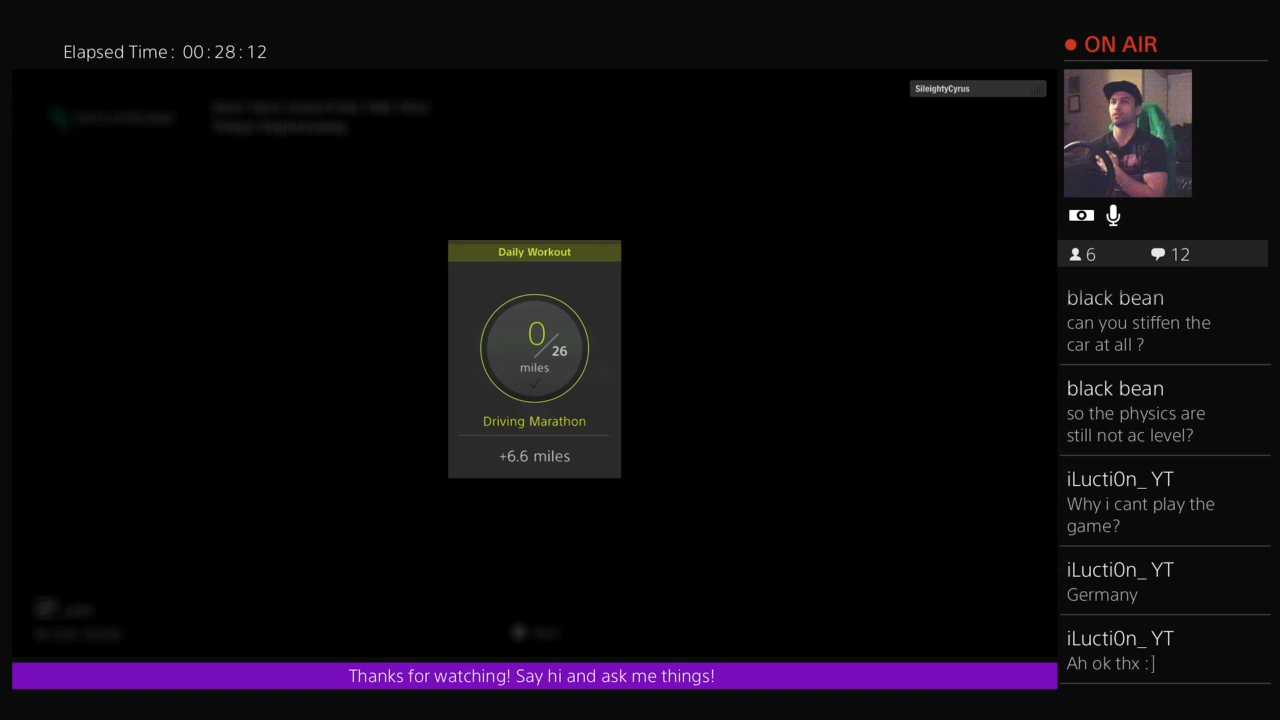 Elapsed Time: 00:28:12
ON AIR
SileightyCyrus
6 12
Daily Workout
0/26
miles
Driving Marathon
+6.6 miles
black bean
can you stiffen the
car at all ?
black bean
so the physics are
still not ac level?
iLucti0n_ YT
Why i cant play the
game?
iLucti0n_ YT
Germany
iLucti0n_ YT
Ah ok thx :]
Thanks for watching! Say hi and ask me things!